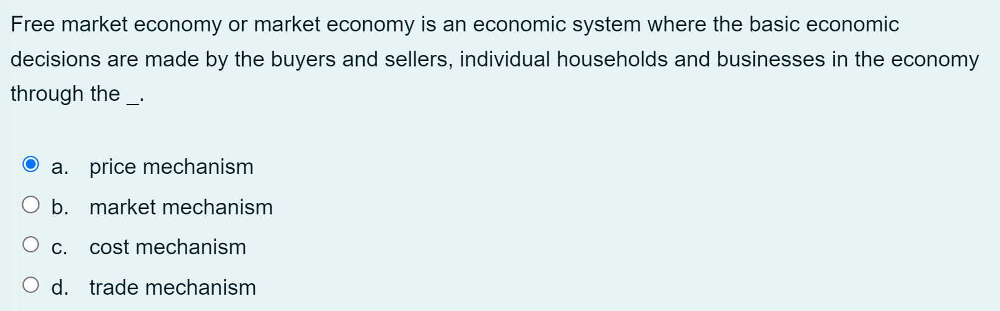 Free market economy or market economy is an economic system where the basic economic
decisions are made by the buyers and sellers, individual households and businesses in the economy
through the _.
a. price mechanism
b. market mechanism
c. cost mechanism
d. trade mechanism